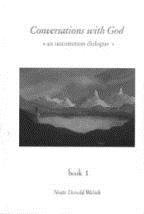 Conversations with God
• an uncommon dialogue •
book 1
Neale Donald Walsch